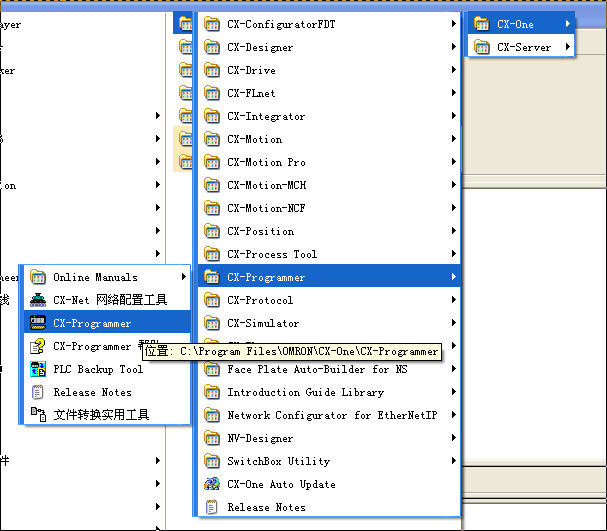 ayer
ker
on
neer
线
件
CX-ConfiguratorFDT
CX-Designer
CX-Drive
CX-FLnet
CX-Integrator
CX-Motion
CX-Motion Pro
CX-Motion-MCH
CX-Motion-NCF
CX-Position
CX-Process Tool
CX-Programmer
CX-Protocol
CX-Simulator
Face Plate Auto-Builder for NS
Introduction Guide Library
Network Configurator for EtherNetIP
NV-Designer
SwitchBox Utility
CX-One Auto Update
Release Notes
CX-One
CX-Server
Online Manuals
CX-Net 网络配置工具
CX-Programmer
CX-Programmer 帮助
位置: C:\Program Files\OMRON\CX-One\CX-Programmer
PLC Backup Tool
Release Notes
文件转换实用工具